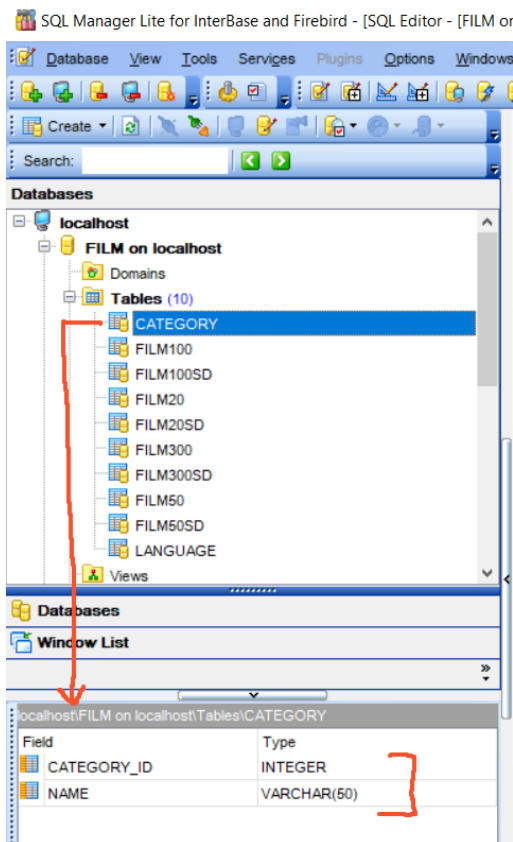 SQL Manager Lite for InterBase and Firebird - [SQL Editor - [FILM or
Database View Tools Services Plugins Options Windows
Create
Search:
Databases
localhost
FILM on localhost
Domains
Tables (10)
CATEGORY
FILM100
FILM100SD
FILM20
FILM20SD
FILM300
FILM300SD
FILM50
FILM50SD
LANGUAGE
Views
Databases
Window List
localhost\FILM on localhost\Tables\CATEGORY
Field Type
CATEGORY_ID INTEGER
NAME VARCHAR(50)